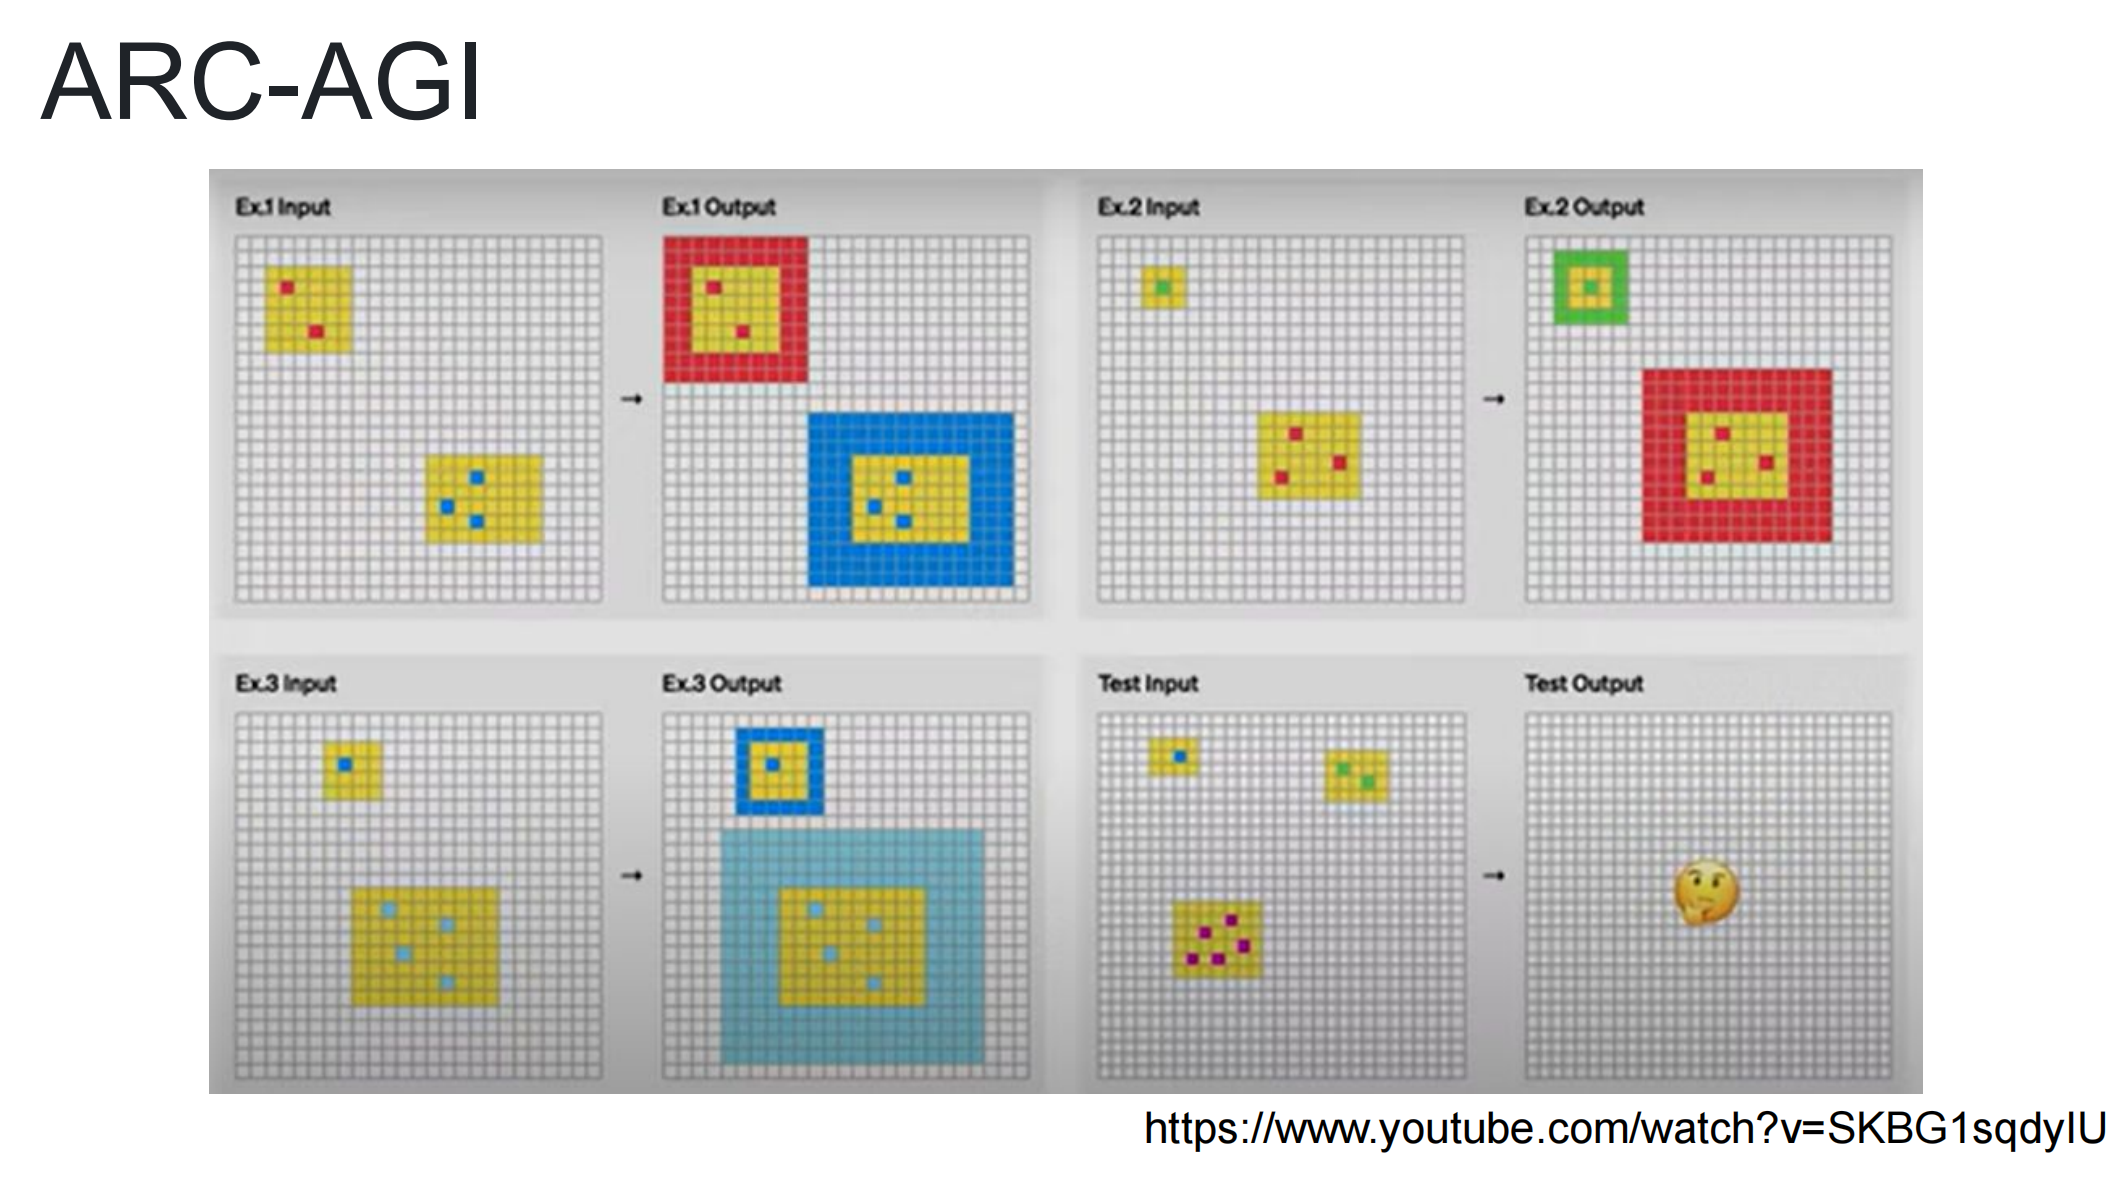 ARC-AGI
Ex.1 Input
Ex.1 Output
Ex.2 Input
Ex.2 Output
Ex.3 Input
Ex.3 Output
Test Input
Test Output
https://www.youtube.com/watch?v=SKBG1sqdyIU